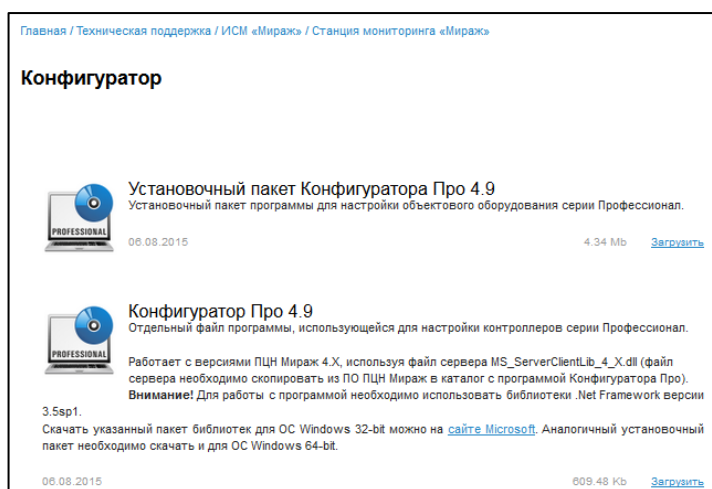 Главная / Техническая поддержка / ИСМ «Мираж» / Станция мониторинга «Мираж»
Конфигуратор
Установочный пакет Конфигуратора Про 4.9
Установочный пакет программы для настройки объектового оборудования серии Профессионал.
PROFESSIONAL
06.08.2015 4.34 Mb Загрузить
Конфигуратор Про 4.9
Отдельный файл программы, использующейся для настройки контроллеров серии Профессионал.
PROFESSIONAL
Работает с версиями ПЦН Мираж 4.X, используя файл сервера MS_ServerClientLib_4_X.dll (файл
сервера необходимо скопировать из ПО ПЦН Мираж в каталог с программой Конфигуратора Про).
Внимание! Для работы с программой необходимо использовать библиотеки .Net Framework версии
3.5sp1.
Скачать указанный пакет библиотек для ОС Windows 32-bit можно на сайте Microsoft. Аналогичный установочный
пакет необходимо скачать и для ОС Windows 64-bit.
06.08.2015 609.48 Kb Загрузить